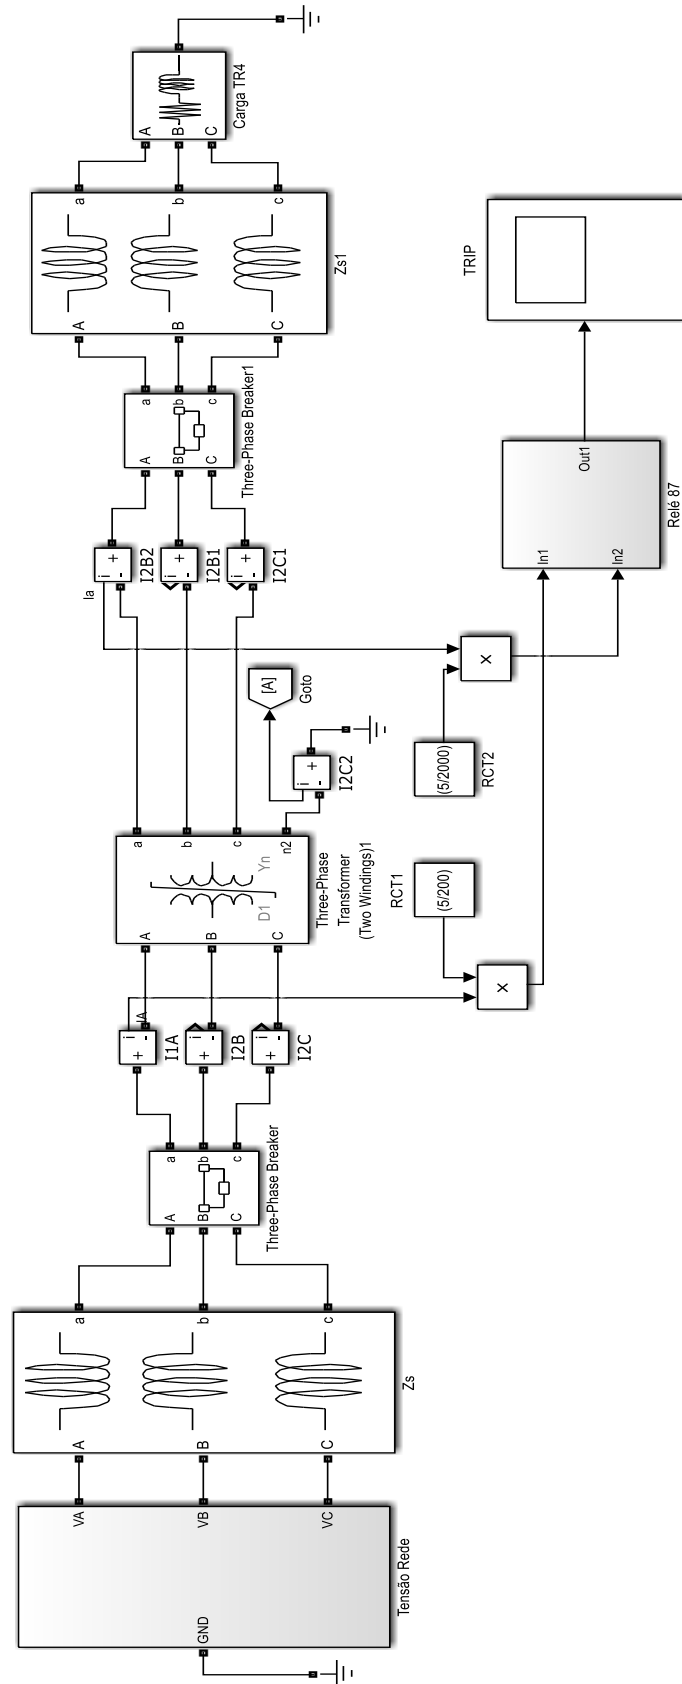 GND
VA
VB
VC
Tensão Rede
A
B
C
a
b
c
Zs
A
B
C
a
b
c
Three-Phase Breaker
+ i -
IA
I1A
+ i -
I2B
+ i -
I2C
A
B
C
D1
Yn
a
b
c
n2
Three-Phase
Transformer
(Two Windings)1
i
- +
I2C2
[A]
Goto
Ia
i
- +
I2B2
i
- +
I2B1
i
- +
I2C1
A
B
C
a
b
c
Three-Phase Breaker1
A
B
C
a
b
c
Zs1
A
B
C
Carga TR4
(5/200)
RCT1
X
(5/2000)
RCT2
X
In1
In2
Out1
Relé 87
TRIP